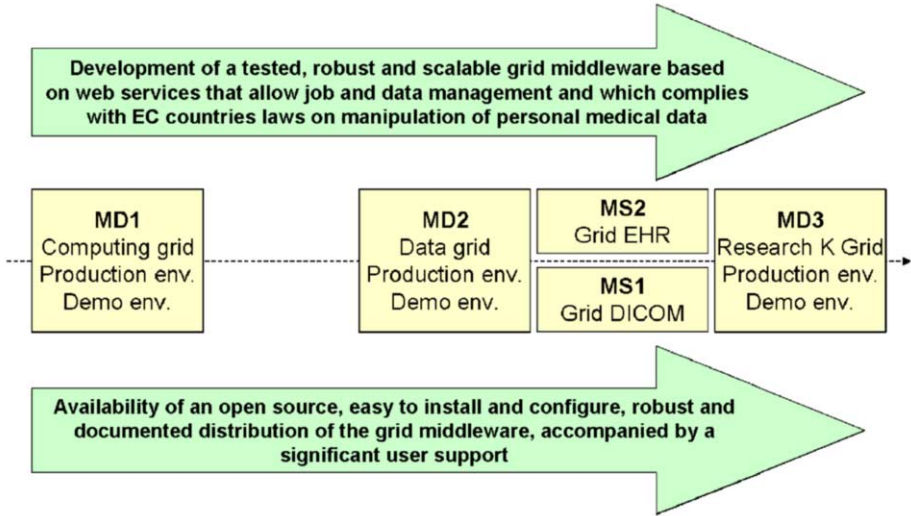 Development of a tested, robust and scalable grid middleware based
on web services that allow job and data management and which complies
with EC countries laws on manipulation of personal medical data
MD1
Computing grid
Production env.
Demo env.
MD2
Data grid
Production env.
Demo env.
MS2
Grid EHR
MS1
Grid DICOM
MD3
Research K Grid
Production env.
Demo env.
Availability of an open source, easy to install and configure, robust and
documented distribution of the grid middleware, accompanied by a
significant user support